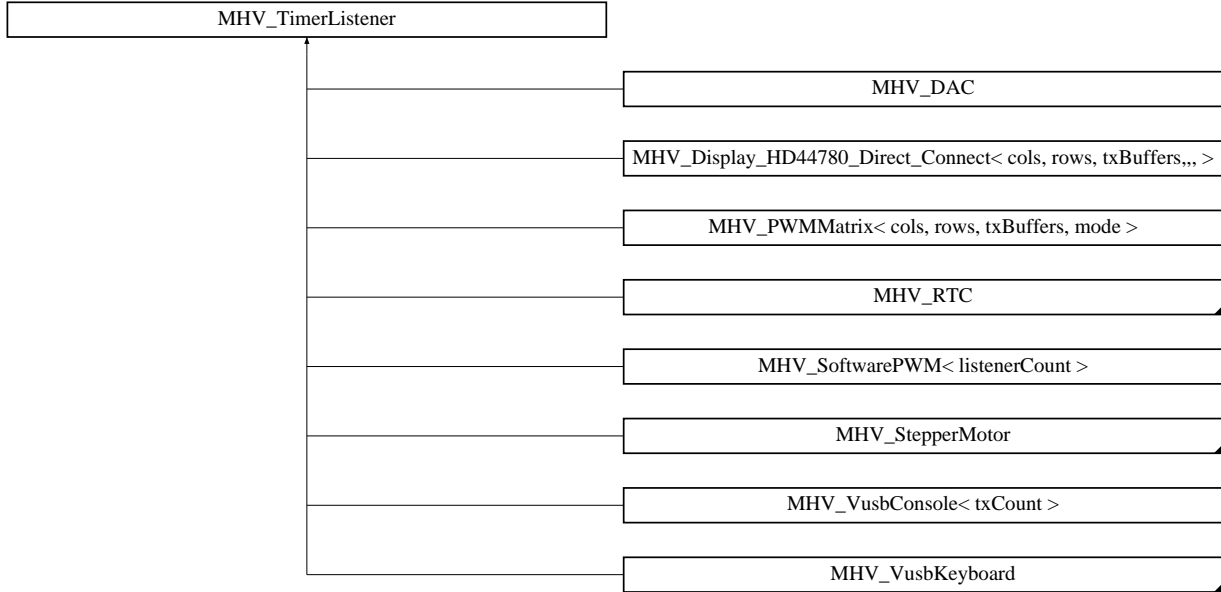 MHV_TimerListener
MHV_DAC
MHV_Display_HD44780_Direct_Connect< cols, rows, txBuffers,,, >
MHV_PWMMatrix< cols, rows, txBuffers, mode >
MHV_RTC
MHV_SoftwarePWM< listenerCount >
MHV_StepperMotor
MHV_VusbConsole< txCount >
MHV_VusbKeyboard